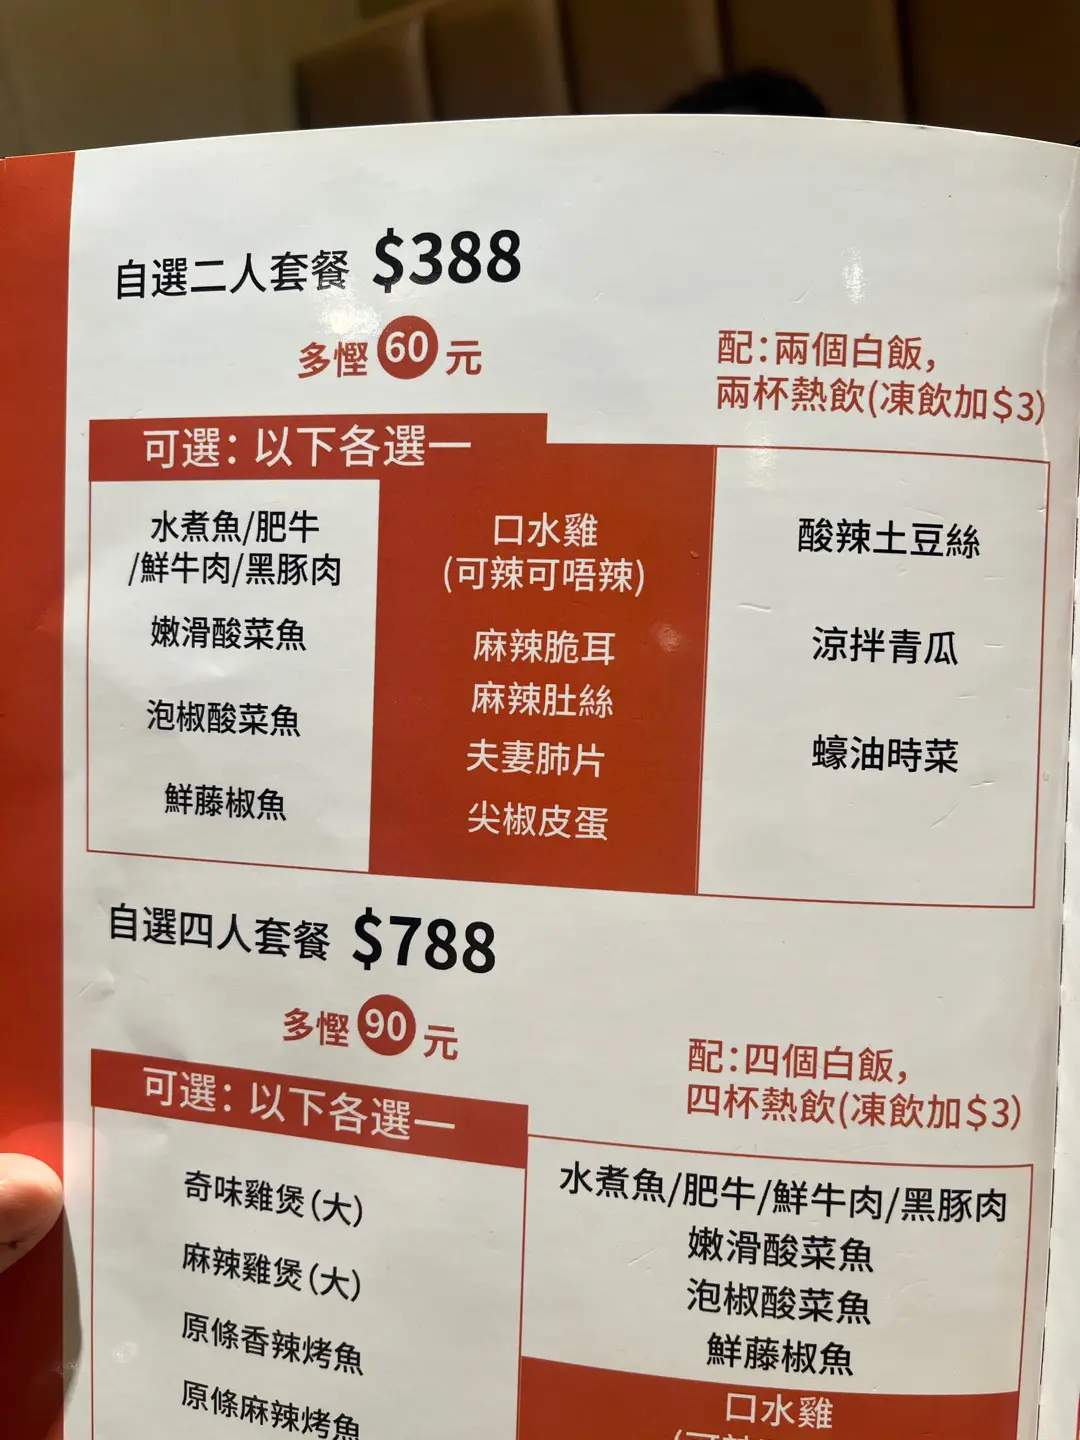 自選二人套餐 $388
多慳60元
配：兩個白飯，
兩杯熱飲(凍飲加$3)
可選：以下各選一
水煮魚/肥牛
/鮮牛肉/黑豚肉
嫩滑酸菜魚
泡椒酸菜魚
鮮藤椒魚
口水雞
(可辣可唔辣)
麻辣脆耳
麻辣肚絲
夫妻肺片
尖椒皮蛋
酸辣土豆絲
涼拌青瓜
蠔油時菜
自選四人套餐 $788
多慳90元
配：四個白飯，
四杯熱飲(凍飲加$3)
可選：以下各選一
奇味雞煲(大)
麻辣雞煲(大)
原條香辣烤魚
原條麻辣烤魚
水煮魚/肥牛/鮮牛肉/黑豚肉
嫩滑酸菜魚
泡椒酸菜魚
鮮藤椒魚
口水雞